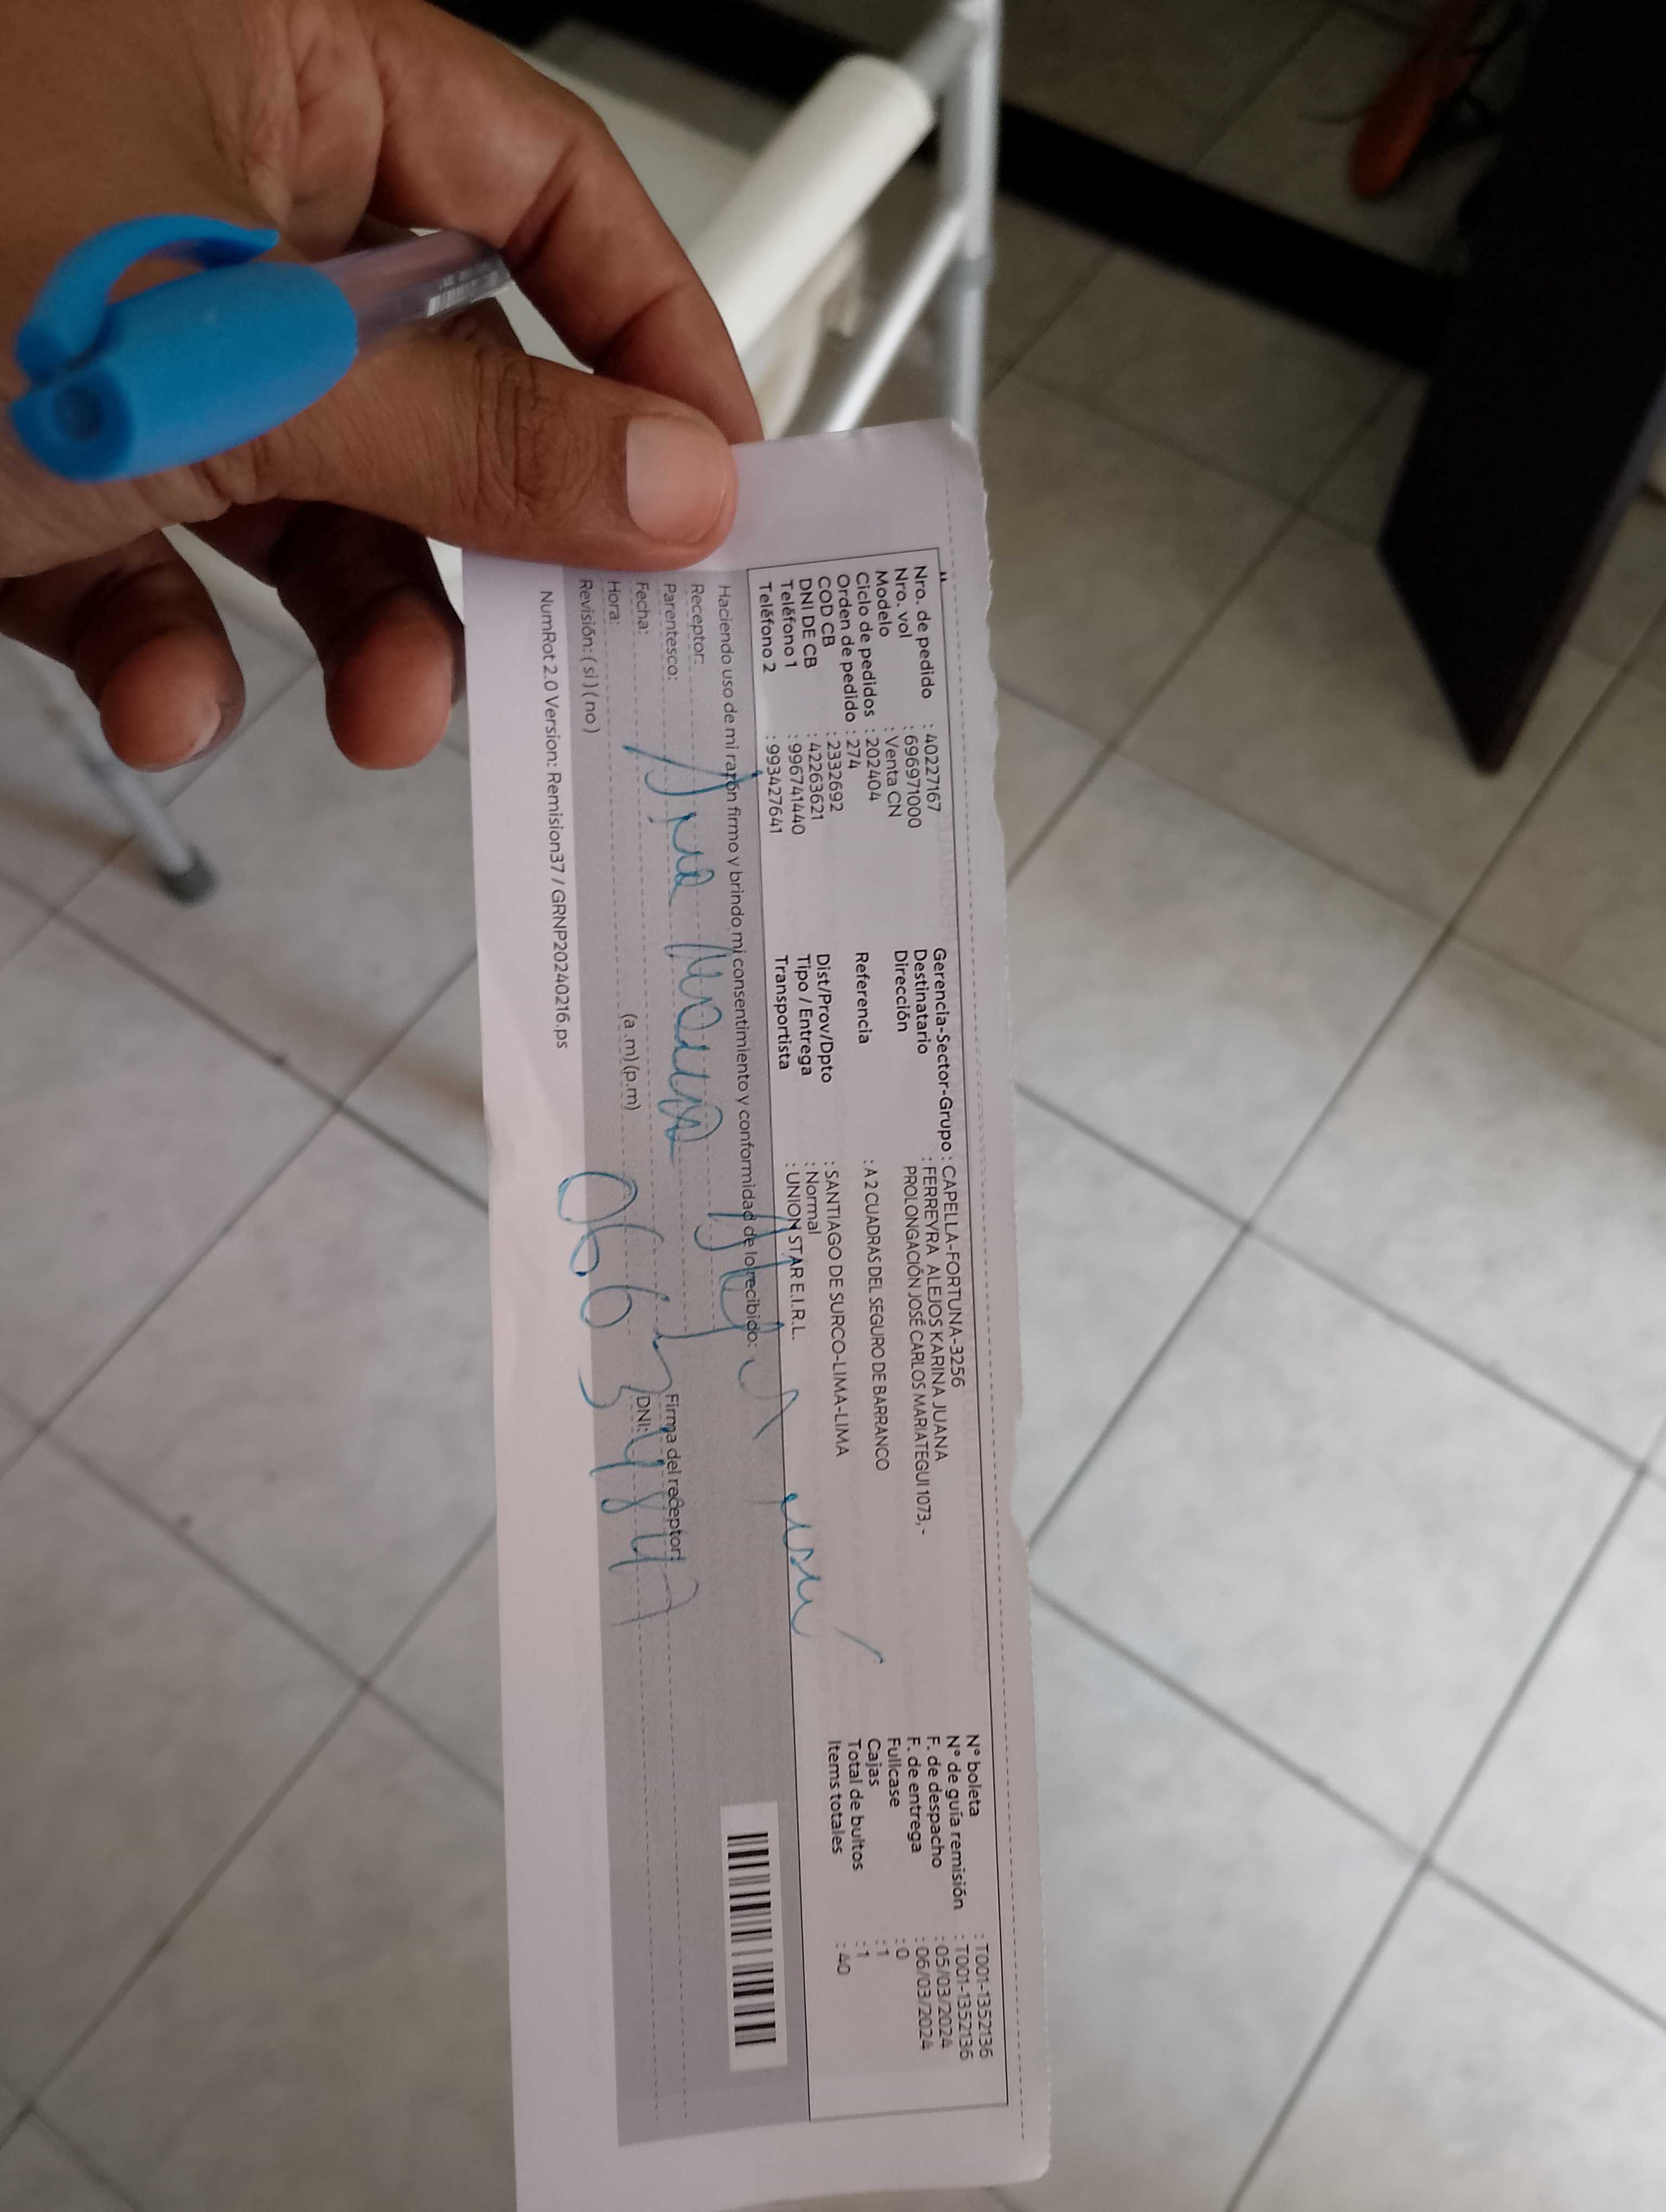 Nro. de pedido : 40227167
Nro. vol : 696971000
Modelo : Venta CN
Ciclo de pedidos : 202404
Orden de pedido : 274
COD CB : 2332692
DNI DE CB : 42263621
Teléfono 1 : 996741440
Teléfono 2 : 993427641
Gerencia-Sector-Grupo : CAPELLA-FORTUNA-3256
Destinatario : FERREYRA ALEJOS KARINA JUANA
Dirección PROLONGACIÓN JOSÉ CARLOS MARIATEGUI 1073, -
Referencia : A 2 CUADRAS DEL SEGURO DE BARRANCO
Dist/Prov/Dpto : SANTIAGO DE SURCO-LIMA-LIMA
Tipo / Entrega : Normal
Transportista : UNION STAR E.I.R.L.
N° boleta : T001-1352136
N° de guía remisión : T001-1352136
F. de despacho : 05/03/2024
F. de entrega : 06/03/2024
Fullcase : 0
Cajas : 1
Total de bultos : 1
Items totales : 40
Haciendo uso de mi razón firmo y brindo mi consentimiento y conformidad de lo recibido:
Receptor:
Parentesco:
Firma del receptor:
Fecha:
DNI:
Hora: (a .m) (p.m)
Revisión: ( si ) ( no )
NumRot 2.0 Version: Remision37 / GRNP20240216.ps